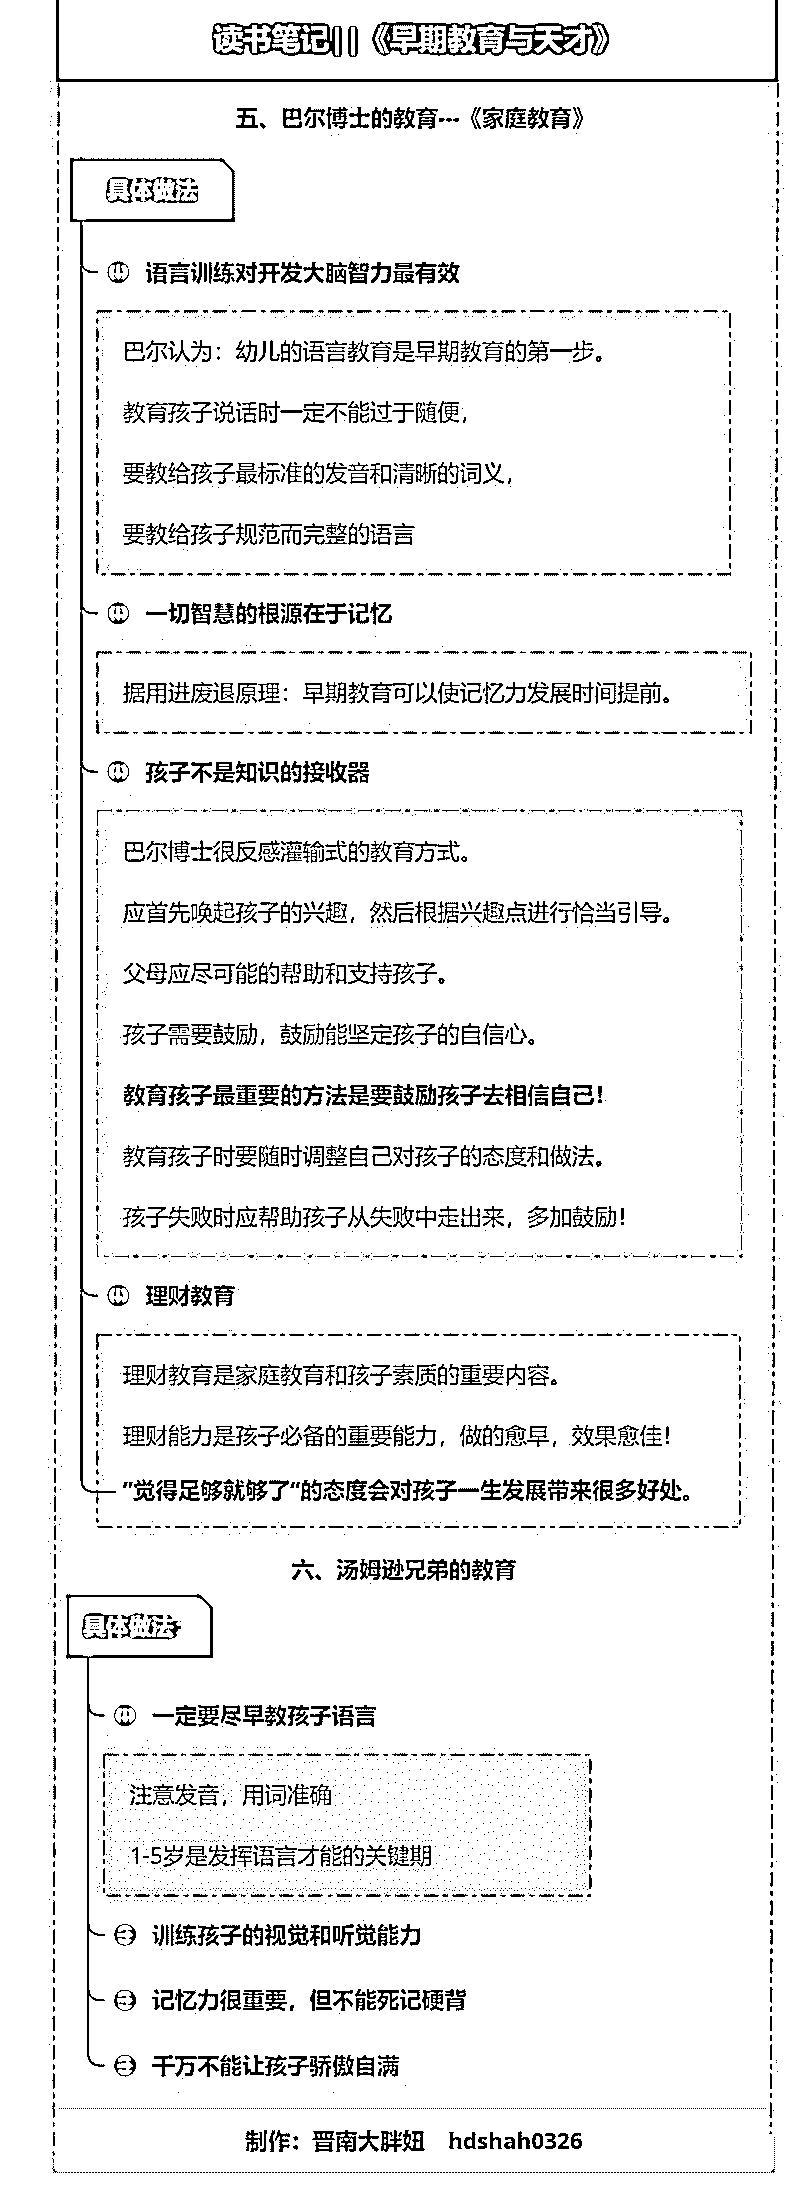 读书笔记||《早期教育与天才》
五、巴尔博士的教育---《家庭教育》
具体做法
语言训练对开发大脑智力最有效
巴尔认为：幼儿的语言教育是早期教育的第一步。
教育孩子说话时一定不能过于随便，
要教给孩子最标准的发音和清晰的词义，
要教给孩子规范而完整的语言
一切智慧的根源在于记忆
据用进废退原理：早期教育可以使记忆力发展时间提前。
孩子不是知识的接收器
巴尔博士很反感灌输式的教育方式。
应首先唤起孩子的兴趣，然后根据兴趣点进行恰当引导。
父母应尽可能的帮助和支持孩子。
孩子需要鼓励，鼓励能坚定孩子的自信心。
教育孩子最重要的方法是要鼓励孩子去相信自己！
教育孩子时要随时调整自己对孩子的态度和做法。
孩子失败时应帮助孩子从失败中走出来，多加鼓励！
理财教育
理财教育是家庭教育和孩子素质的重要内容。
理财能力是孩子必备的重要能力，做的愈早，效果愈佳！
”觉得足够就够了“的态度会对孩子一生发展带来很多好处。
六、汤姆逊兄弟的教育
具体做法
一定要尽早教孩子语言
注意发音，用词准确
1-5岁是发挥语言才能的关键期
训练孩子的视觉和听觉能力
记忆力很重要，但不能死记硬背
千万不能让孩子骄傲自满
制作：晋南大胖妞 hdshah0326